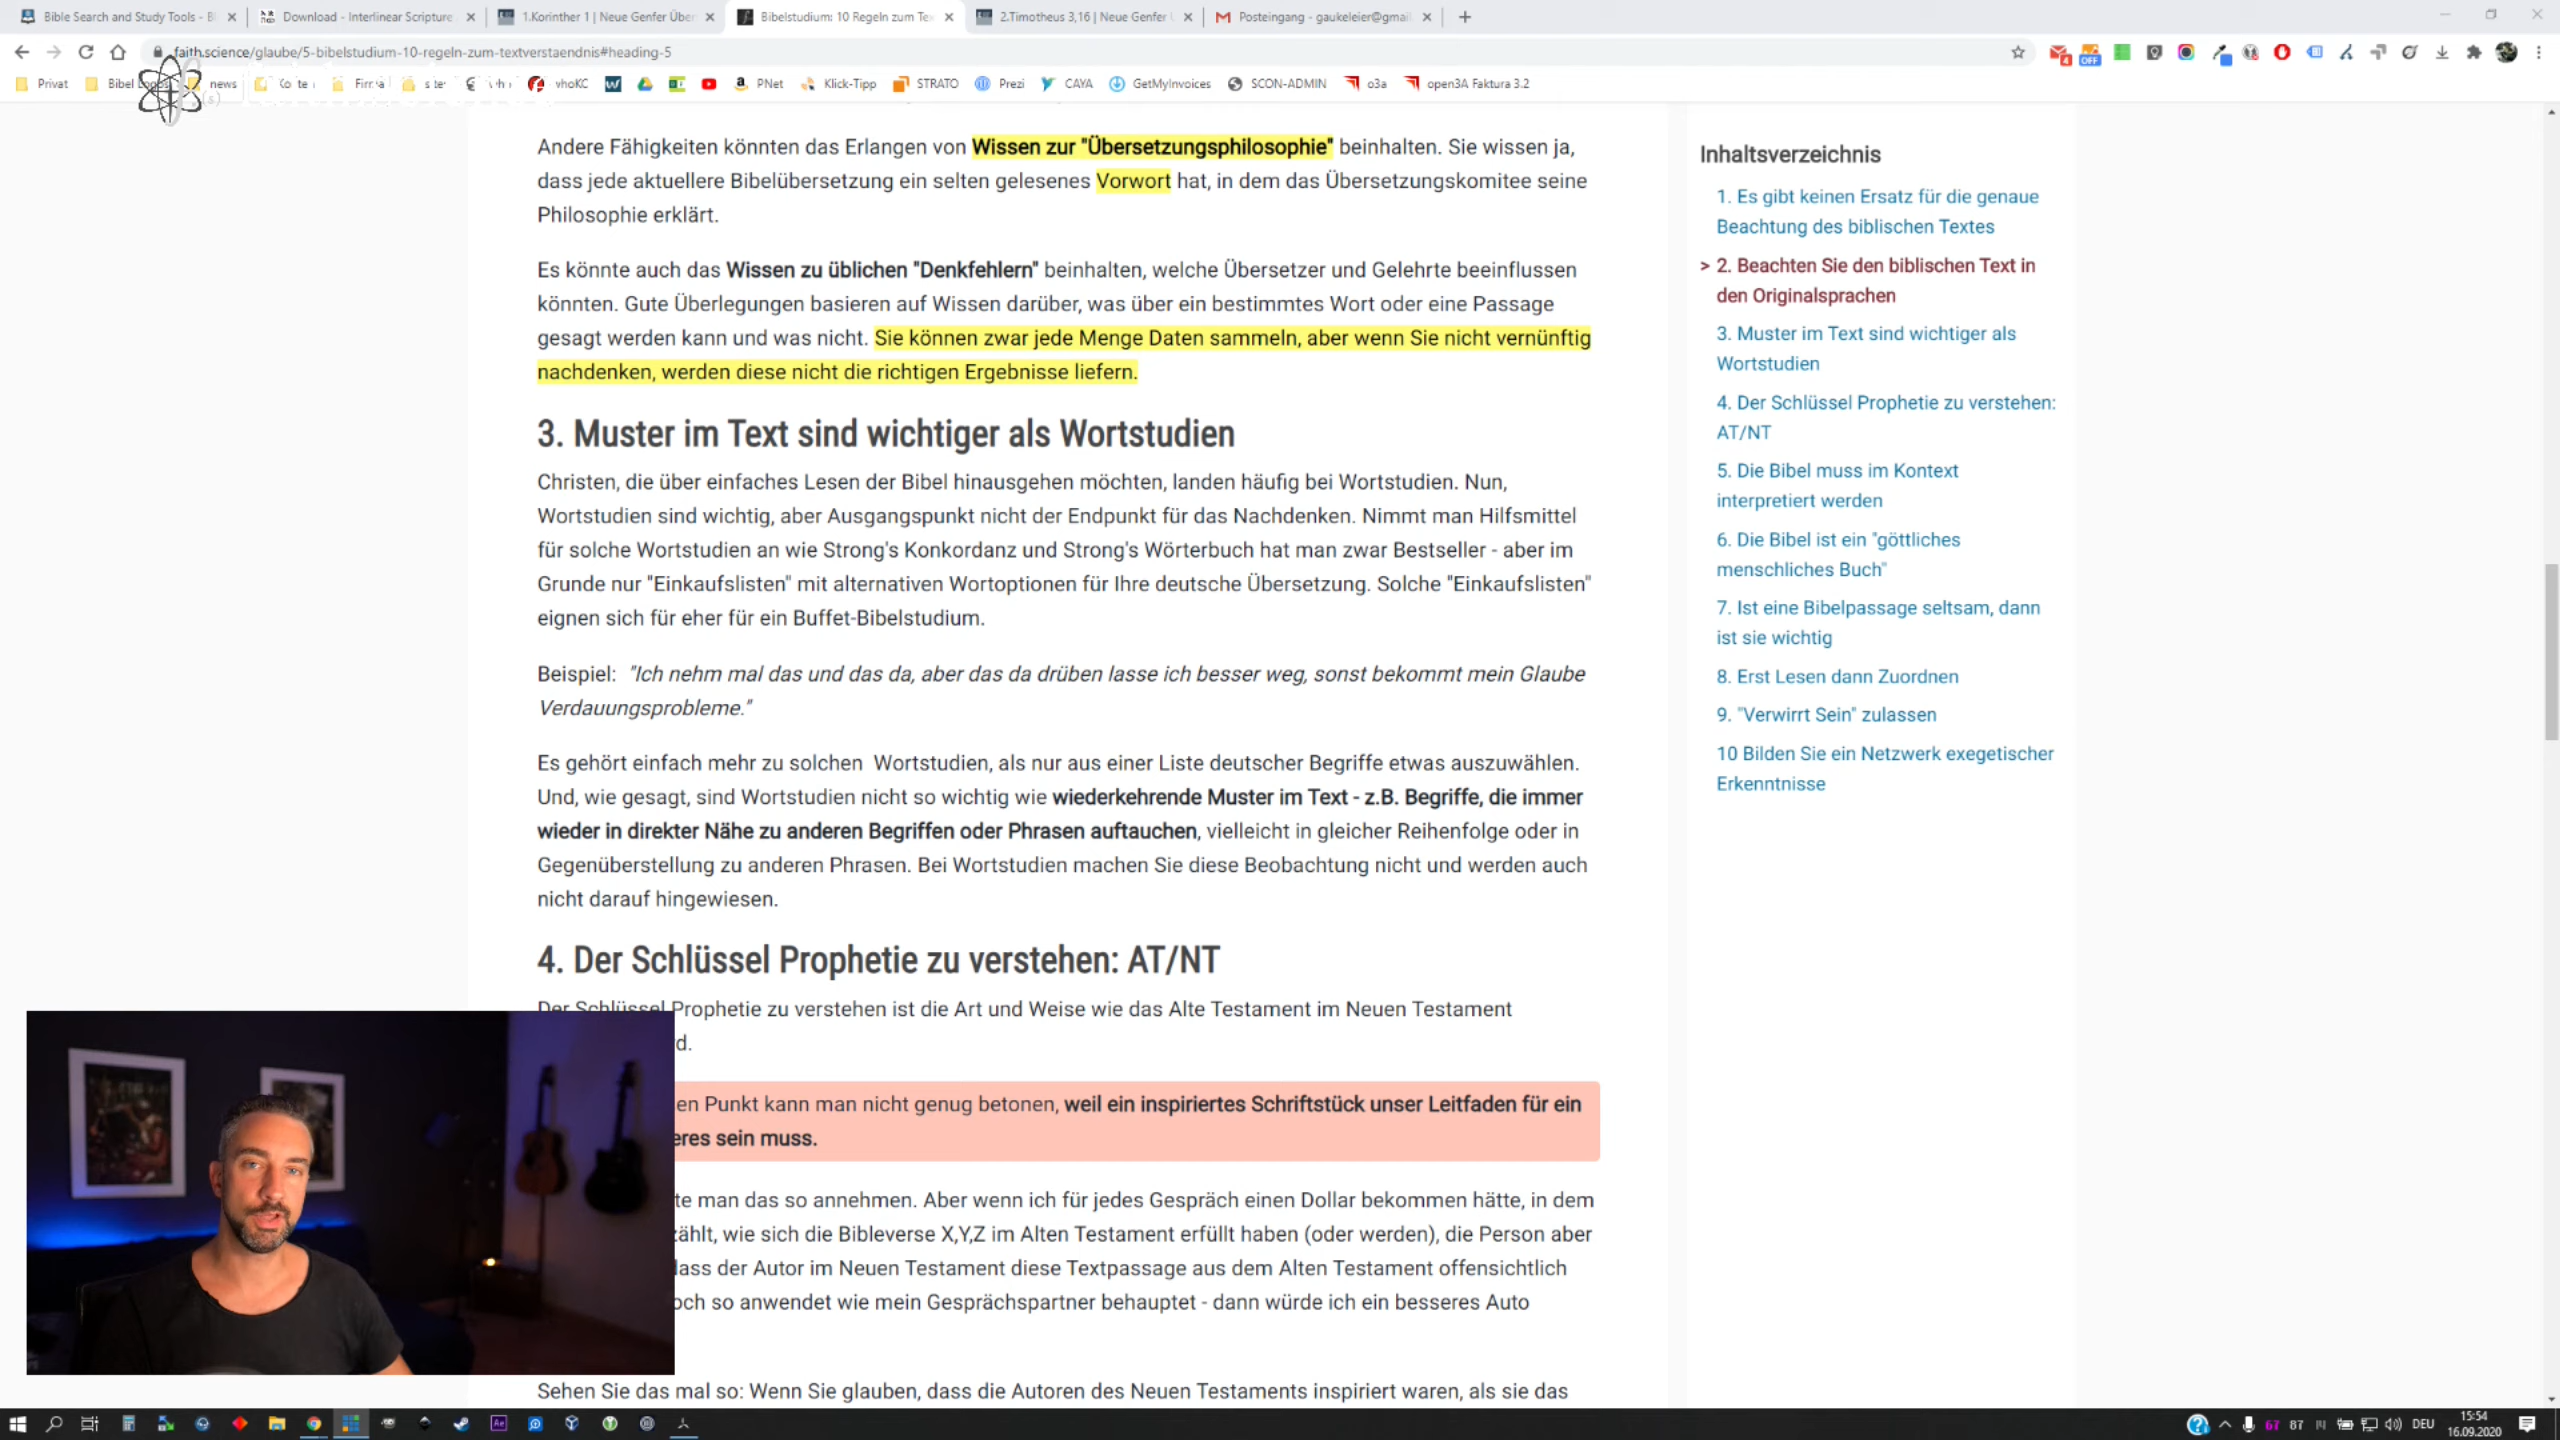 Bible Search and Study Tools - Bl
Download - Interlinear Scripture
1.Korinther 1 | Neue Genfer Über
Bibelstudium: 10 Regeln zum Te
2.Timotheus 3,16 | Neue Genfer
Posteingang - gaukeleier@gmail.
faith.science/glaube/5-bibelstudium-10-regeln-zum-textverstaendnis#heading-5
Privat
Bibel Logos
news
vhoKC
PNet
Klick-Tipp
STRATO
Prezi
CAYA
GetMyInvoices
SCON-ADMIN
o3a
open3A Faktura 3.2
Andere Fähigkeiten könnten das Erlangen von Wissen zur "Übersetzungsphilosophie" beinhalten. Sie wissen ja,
dass jede aktuellere Bibelübersetzung ein selten gelesenes Vorwort hat, in dem das Übersetzungskomitee seine
Philosophie erklärt.
Es könnte auch das Wissen zu üblichen "Denkfehlern" beinhalten, welche Übersetzer und Gelehrte beeinflussen
könnten. Gute Überlegungen basieren auf Wissen darüber, was über ein bestimmtes Wort oder eine Passage
gesagt werden kann und was nicht. Sie können zwar jede Menge Daten sammeln, aber wenn Sie nicht vernünftig
nachdenken, werden diese nicht die richtigen Ergebnisse liefern.
3. Muster im Text sind wichtiger als Wortstudien
Christen, die über einfaches Lesen der Bibel hinausgehen möchten, landen häufig bei Wortstudien. Nun,
Wortstudien sind wichtig, aber Ausgangspunkt nicht der Endpunkt für das Nachdenken. Nimmt man Hilfsmittel
für solche Wortstudien an wie Strong's Konkordanz und Strong's Wörterbuch hat man zwar Bestseller - aber im
Grunde nur "Einkaufslisten" mit alternativen Wortoptionen für Ihre deutsche Übersetzung. Solche "Einkaufslisten"
eignen sich für eher für ein Buffet-Bibelstudium.
Beispiel: "Ich nehm mal das und das da, aber das da drüben lasse ich besser weg, sonst bekommt mein Glaube
Verdauungsprobleme."
Es gehört einfach mehr zu solchen Wortstudien, als nur aus einer Liste deutscher Begriffe etwas auszuwählen.
Und, wie gesagt, sind Wortstudien nicht so wichtig wie wiederkehrende Muster im Text - z.B. Begriffe, die immer
wieder in direkter Nähe zu anderen Begriffen oder Phrasen auftauchen, vielleicht in gleicher Reihenfolge oder in
Gegenüberstellung zu anderen Phrasen. Bei Wortstudien machen Sie diese Beobachtung nicht und werden auch
nicht darauf hingewiesen.
4. Der Schlüssel Prophetie zu verstehen: AT/NT
Der Schlüssel Prophetie zu verstehen ist die Art und Weise wie das Alte Testament im Neuen Testament
d.
en Punkt kann man nicht genug betonen, weil ein inspiriertes Schriftstück unser Leitfaden für ein
eres sein muss.
te man das so annehmen. Aber wenn ich für jedes Gespräch einen Dollar bekommen hätte, in dem
zählt, wie sich die Bibleverse X,Y,Z im Alten Testament erfüllt haben (oder werden), die Person aber
dass der Autor im Neuen Testament diese Textpassage aus dem Alten Testament offensichtlich
och so anwendet wie mein Gesprächspartner behauptet - dann würde ich ein besseres Auto
Sehen Sie das mal so: Wenn Sie glauben, dass die Autoren des Neuen Testaments inspiriert waren, als sie das
Inhaltsverzeichnis
1. Es gibt keinen Ersatz für die genaue
Beachtung des biblischen Textes
> 2. Beachten Sie den biblischen Text in
den Originalsprachen
3. Muster im Text sind wichtiger als
Wortstudien
4. Der Schlüssel Prophetie zu verstehen:
AT/NT
5. Die Bibel muss im Kontext
interpretiert werden
6. Die Bibel ist ein "göttliches
menschliches Buch"
7. Ist eine Bibelpassage seltsam, dann
ist sie wichtig
8. Erst Lesen dann Zuordnen
9. "Verwirrt Sein" zulassen
10 Bilden Sie ein Netzwerk exegetischer
Erkenntnisse
67
87
DEU
15:54
16.09.2020